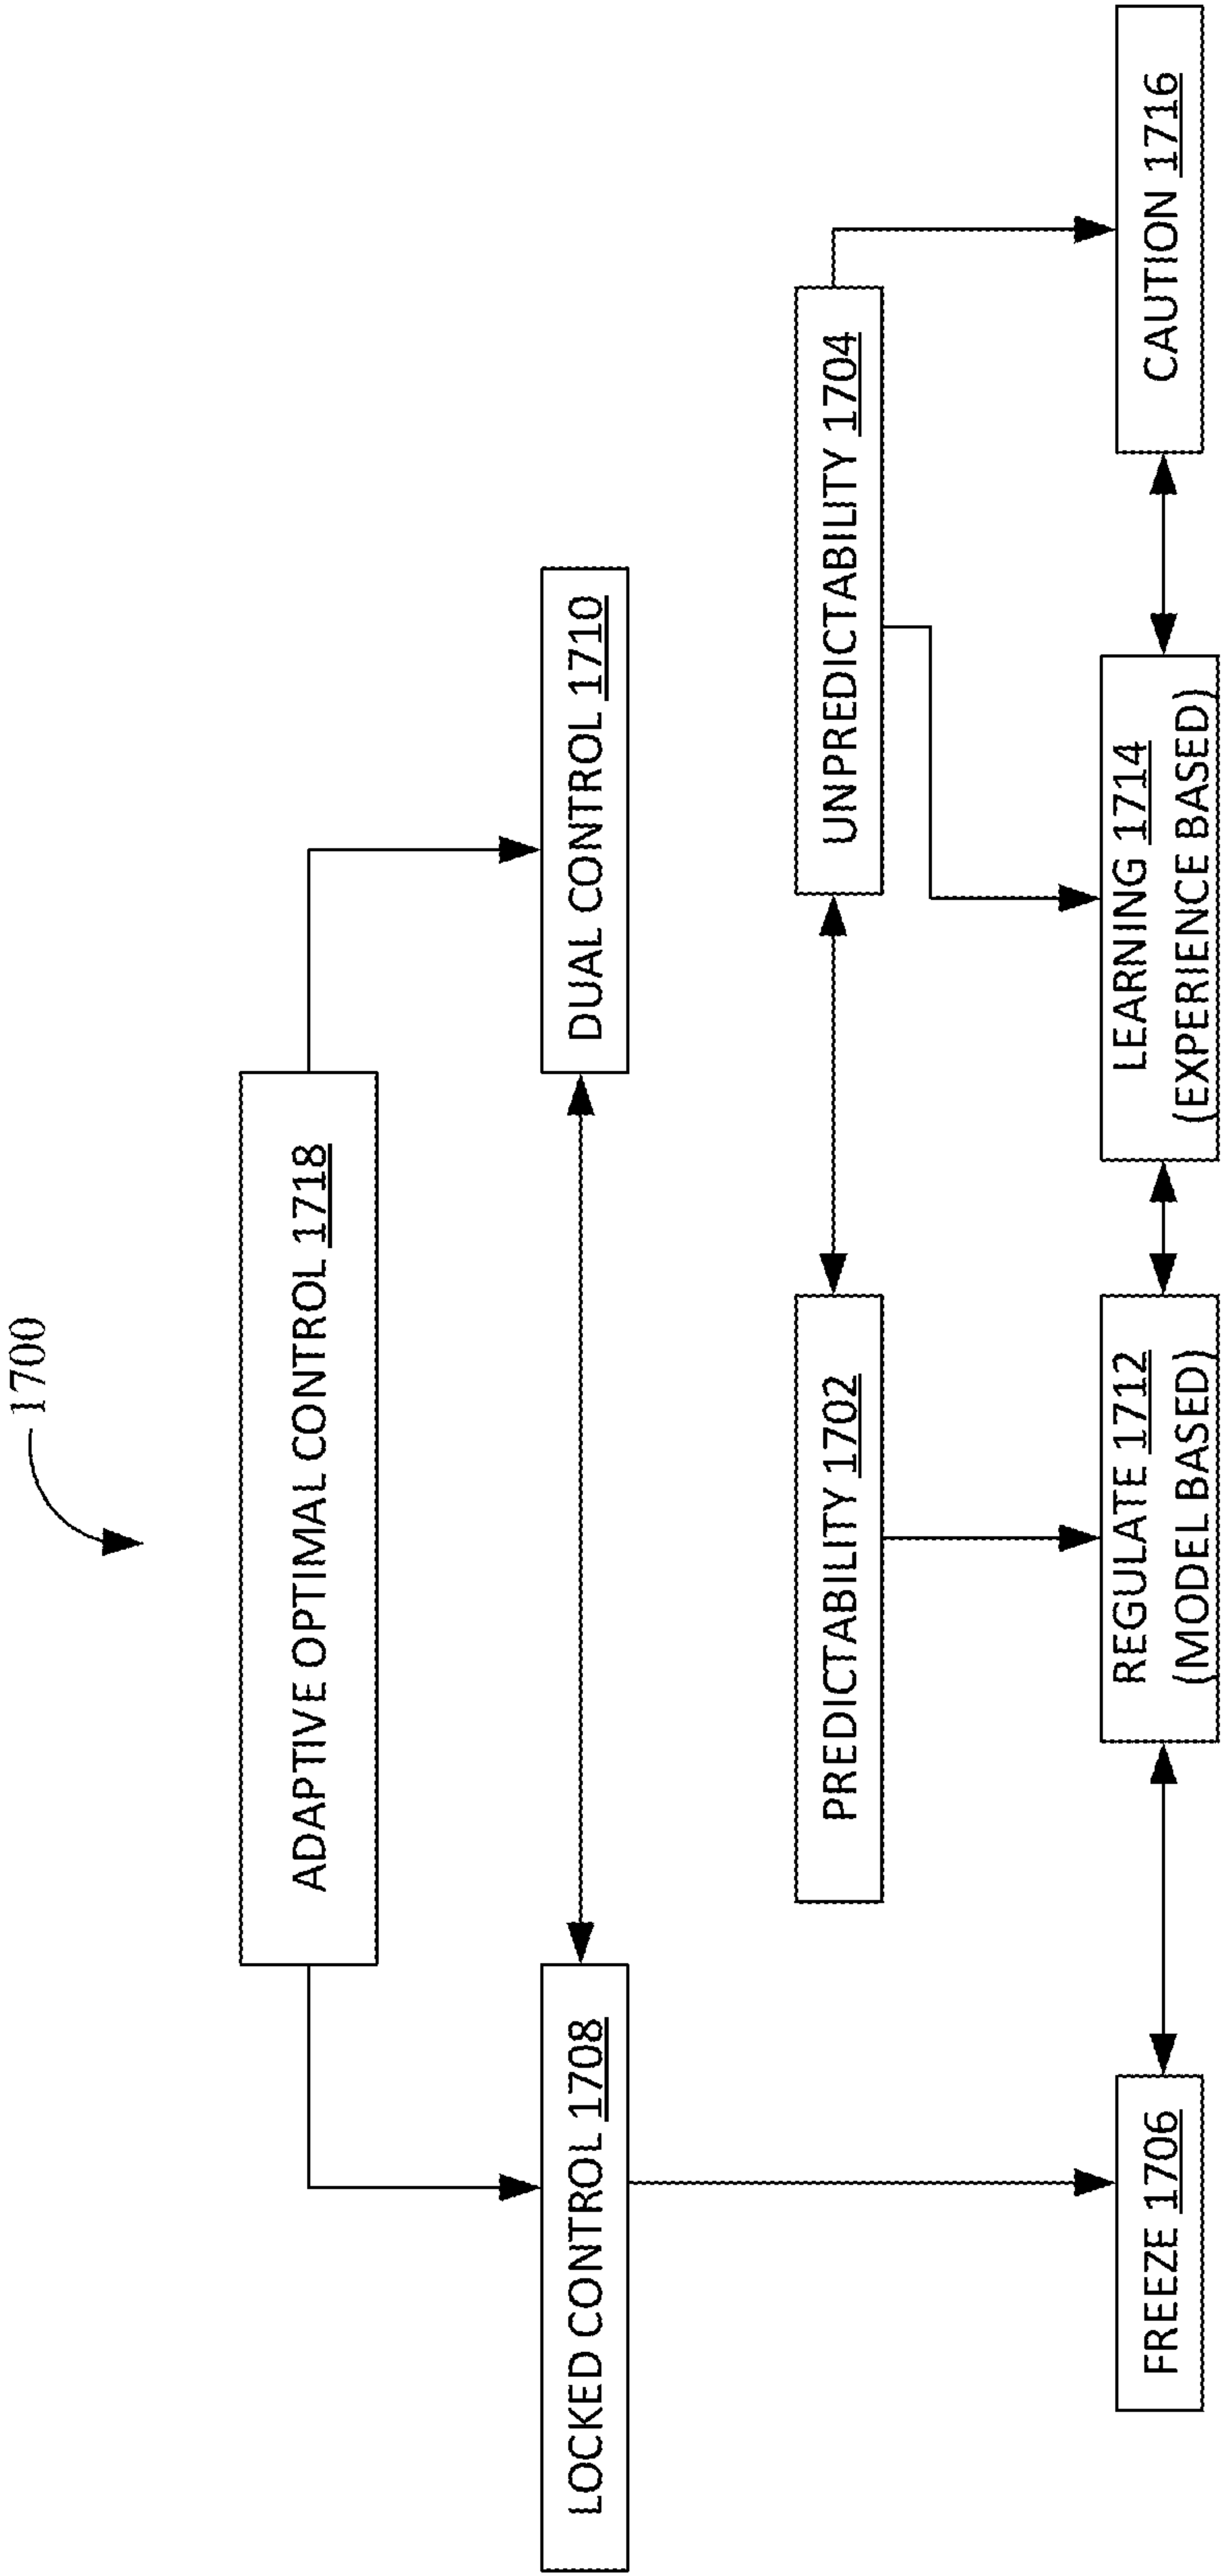 1700
ADAPTIVE OPTIMAL CONTROL 1718
LOCKED CONTROL 1708
DUAL CONTROL 1710
PREDICTABILITY 1702
UNPREDICTABILITY 1704
FREEZE 1706
REGULATE 1712
(MODEL BASED)
LEARNING 1714
(EXPERIENCE BASED)
CAUTION 1716